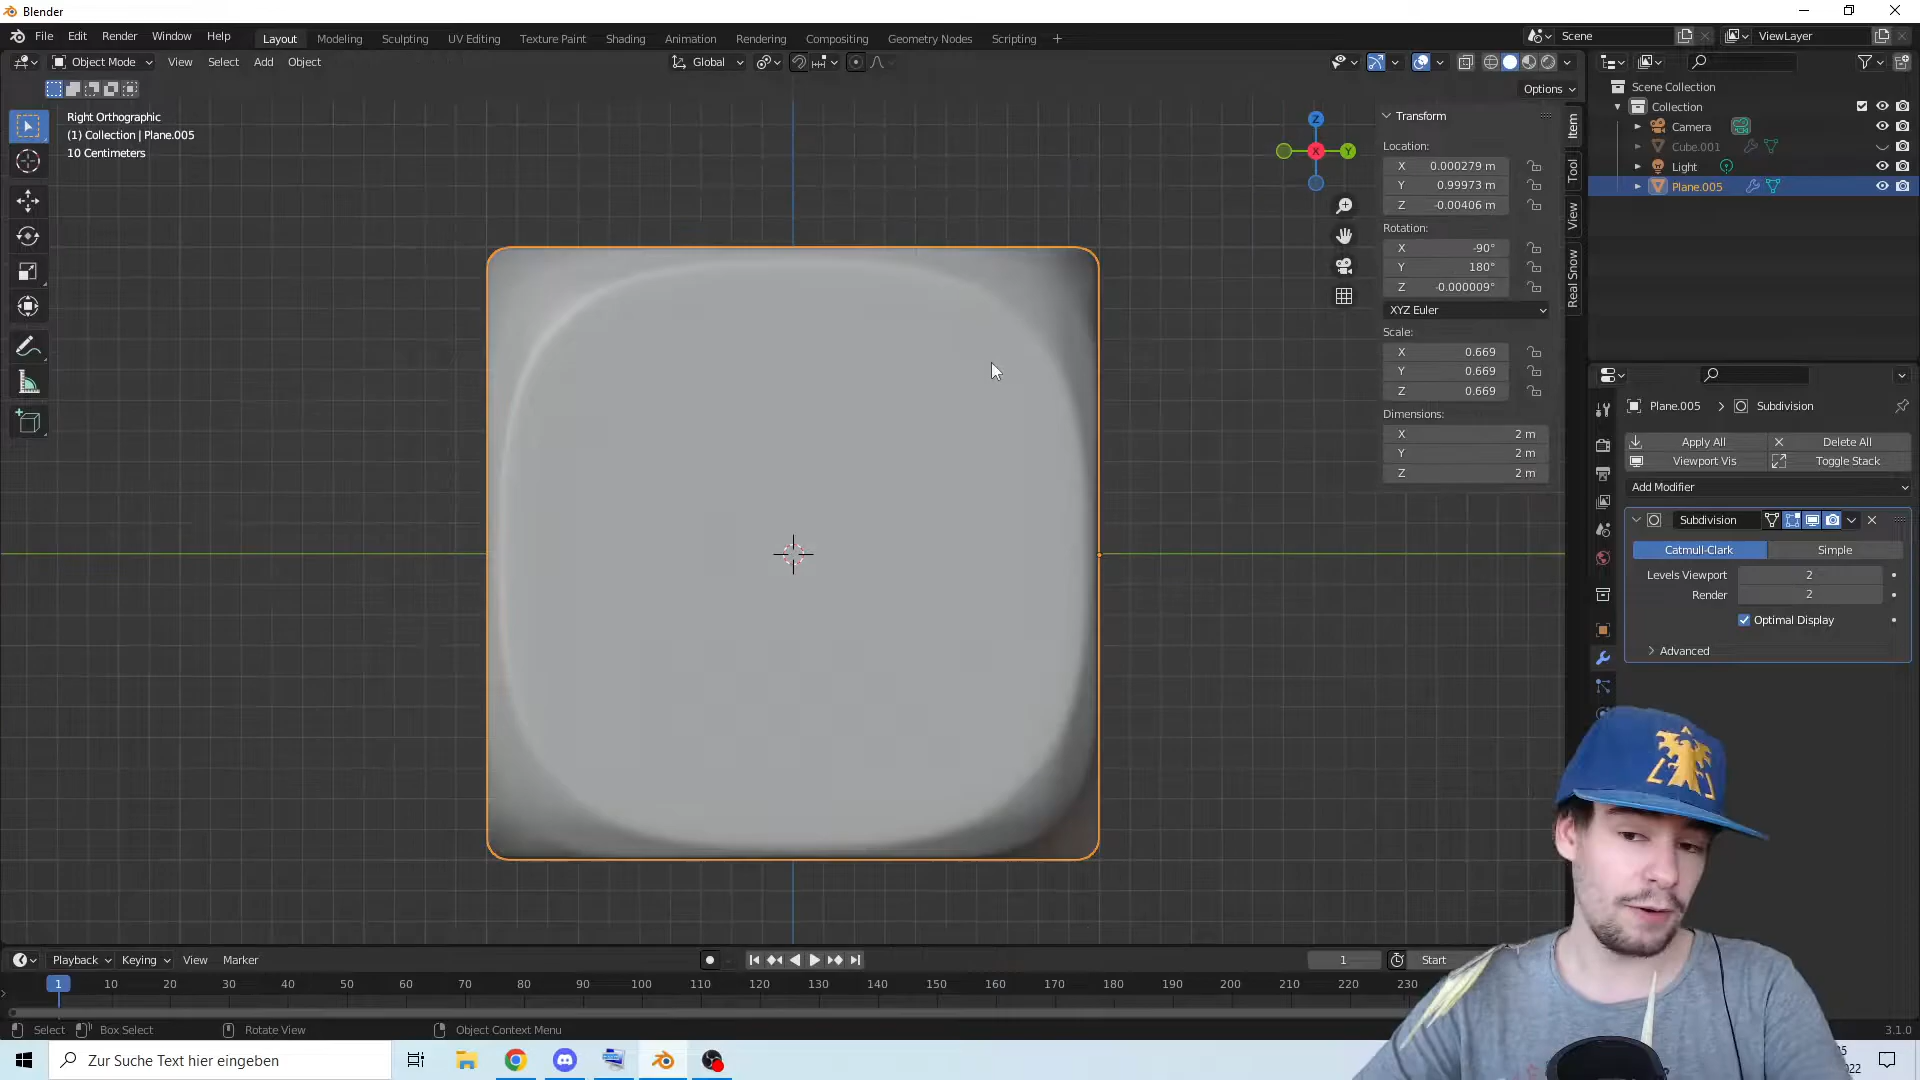 Blender
File Edit Render Window Help
Layout Modeling Sculpting UV Editing Texture Paint Shading Animation Rendering Compositing Geometry Nodes Scripting +
Scene
ViewLayer
Object Mode View Select Add Object
Global
Options
Right Orthographic
(1) Collection | Plane.005
10 Centimeters
Z
Y
X
Transform
Location:
X 0.000279 m
Y 0.99973 m
Z -0.00406 m
Rotation:
X -90°
Y 180°
Z -0.000009°
XYZ Euler
Scale:
X 0.669
Y 0.669
Z 0.669
Dimensions:
X 2 m
Y 2 m
Z 2 m
Item
Tool
View
Real Snow
Scene Collection
Collection
Camera
Cube.001
Light
Plane.005
Plane.005 > Subdivision
Apply All Delete All
Viewport Vis Toggle Stack
Add Modifier
Subdivision
Catmull-Clark Simple
Levels Viewport 2
Render 2
Optimal Display
Advanced
Playback Keying View Marker
1 Start
1 10 20 30 40 50 60 70 80 90 100 110 120 130 140 150 160 170 180 190 200 210 220 230
Select Box Select Rotate View Object Context Menu
3.1.0
Zur Suche Text hier eingeben